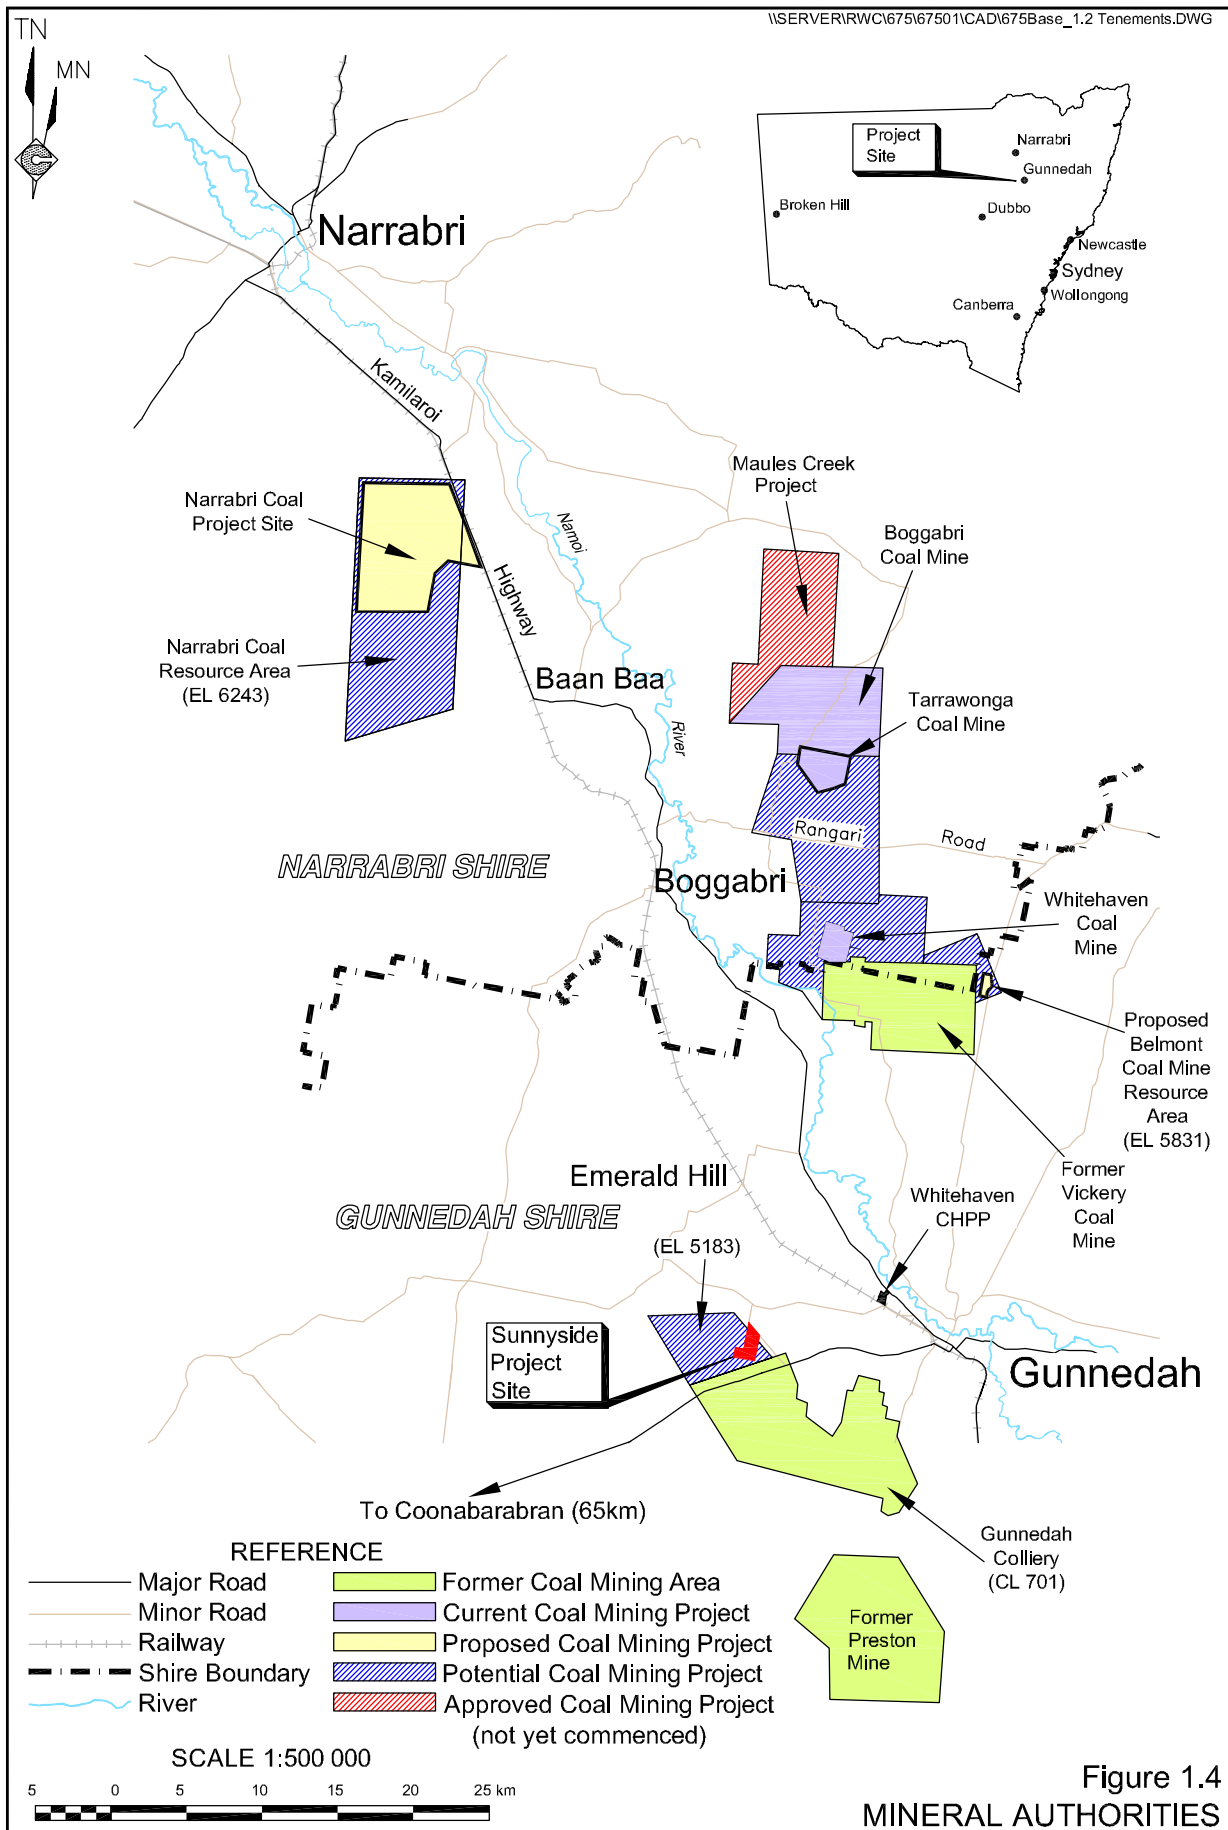 \\SERVER\RWC\675\67501\CAD\675Base_1.2 Tenements.DWG
TN
MN
Project
Site
Narrabri
Gunnedah
Broken Hill
Dubbo
Newcastle
Sydney
Wollongong
Canberra
Narrabri
Kamilaroi
Highway
Namoi
River
Maules Creek
Project
Narrabri Coal
Project Site
Boggabri
Coal Mine
Narrabri Coal
Resource Area
(EL 6243)
Baan Baa
Tarrawonga
Coal Mine
Rangari
Road
NARRABRI SHIRE
Boggabri
Whitehaven
Coal
Mine
Proposed
Belmont
Coal Mine
Resource
Area
(EL 5831)
Former
Vickery
Coal
Mine
Emerald Hill
Whitehaven
CHPP
GUNNEDAH SHIRE
(EL 5183)
Sunnyside
Project
Site
Gunnedah
To Coonabarabran (65km)
Gunnedah
Colliery
(CL 701)
Former
Preston
Mine
REFERENCE
Major Road
Minor Road
Railway
Shire Boundary
River
Former Coal Mining Area
Current Coal Mining Project
Proposed Coal Mining Project
Potential Coal Mining Project
Approved Coal Mining Project
(not yet commenced)
SCALE 1:500 000
5 0 5 10 15 20 25 km
Figure 1.4
MINERAL AUTHORITIES